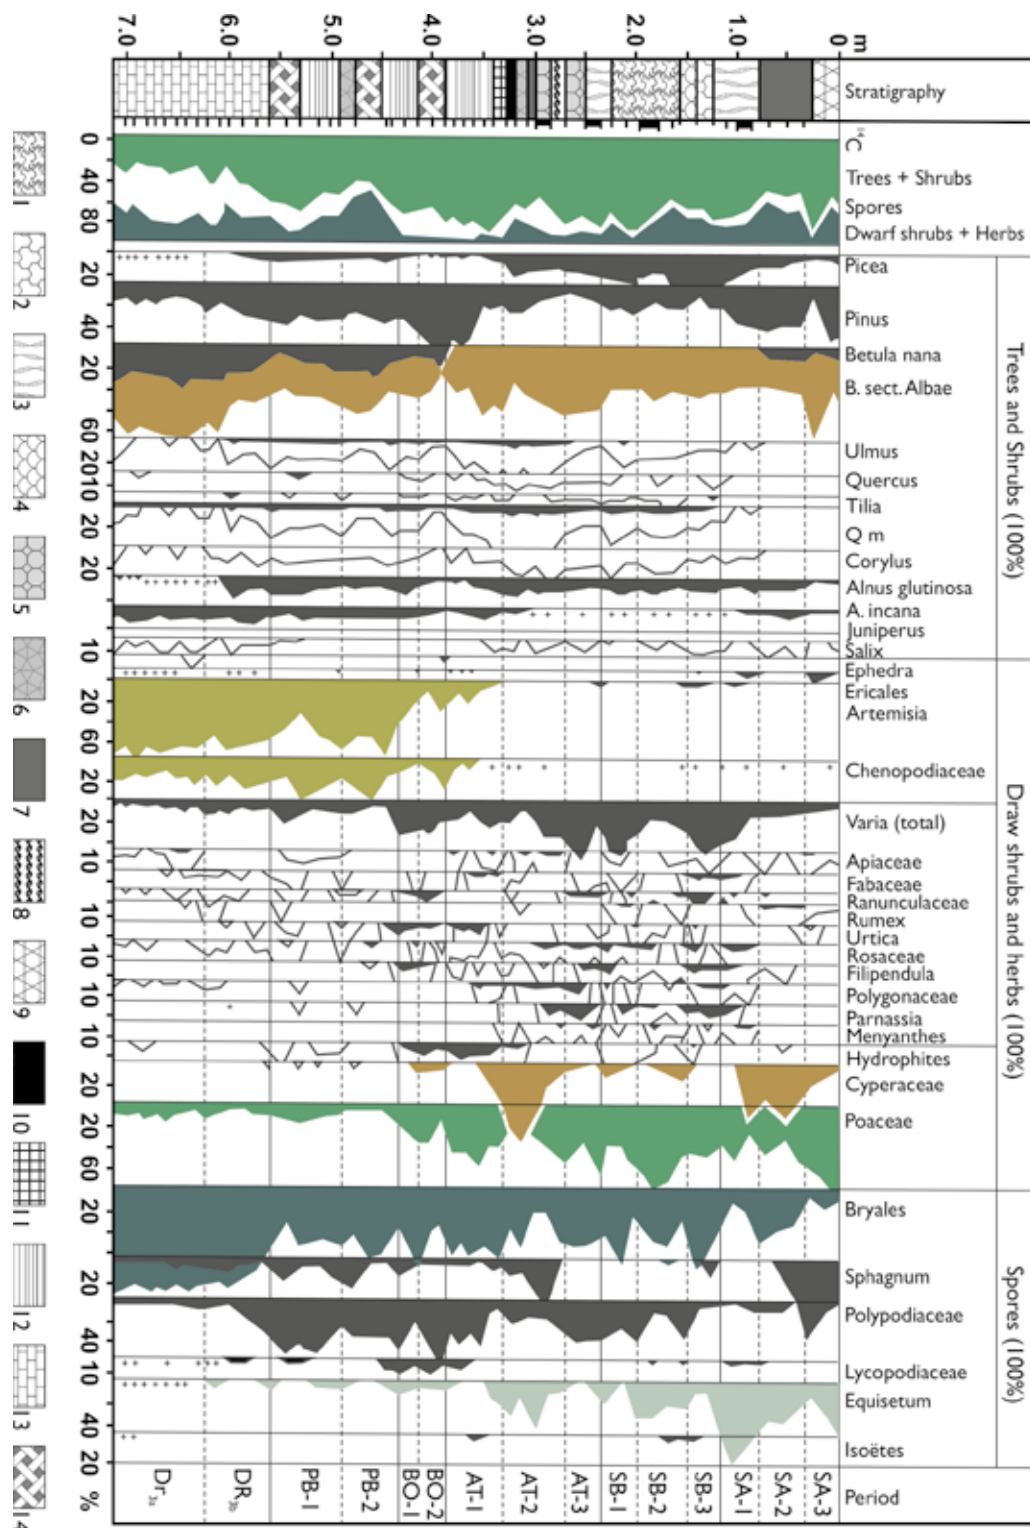 7.0 6.0 5.0 4.0 3.0 2.0 1.0 0 m
Stratigraphy
14C
0 40 80
Trees + Shrubs
Spores
Dwarf shrubs + Herbs
20
Picea
40
Pinus
20
Betula nana
60
B. sect. Albae
20
Ulmus
10
Quercus
Tilia
20
Q m
20
Corylus
Alnus glutinosa
A. incana
Juniperus
10
Salix
Trees and Shrubs (100%)
Ephedra
Ericales
20 60
Artemisia
20
Chenopodiaceae
20
Varia (total)
10
Apiaceae
Fabaceae
Ranunculaceae
10
Rumex
Urtica
10
Rosaceae
Filipendula
10
Polygonaceae
Parnassia
10
Menyanthes
Hydrophites
20
Cyperaceae
20 60
Poaceae
Draw shrubs and herbs (100%)
20
Bryales
20
Sphagnum
40
Polypodiaceae
10
Lycopodiaceae
40
Equisetum
20
Isoëtes
Spores (100%)
%
Dr3a DR3b PB-1 PB-2 BO-1 BO-2 AT-1 AT-2 AT-3 SB-1 SB-2 SB-3 SA-1 SA-2 SA-3
Period
1 2 3 4 5 6 7 8 9 10 11 12 13 14